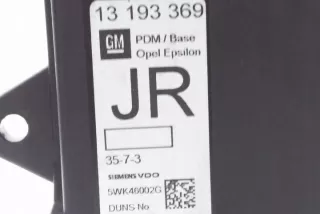 13 193 369
GM
PDM / Base
Opel Epsilon
JR
35-7-3
SIEMENS VDO
5WK46002G
DUNS No